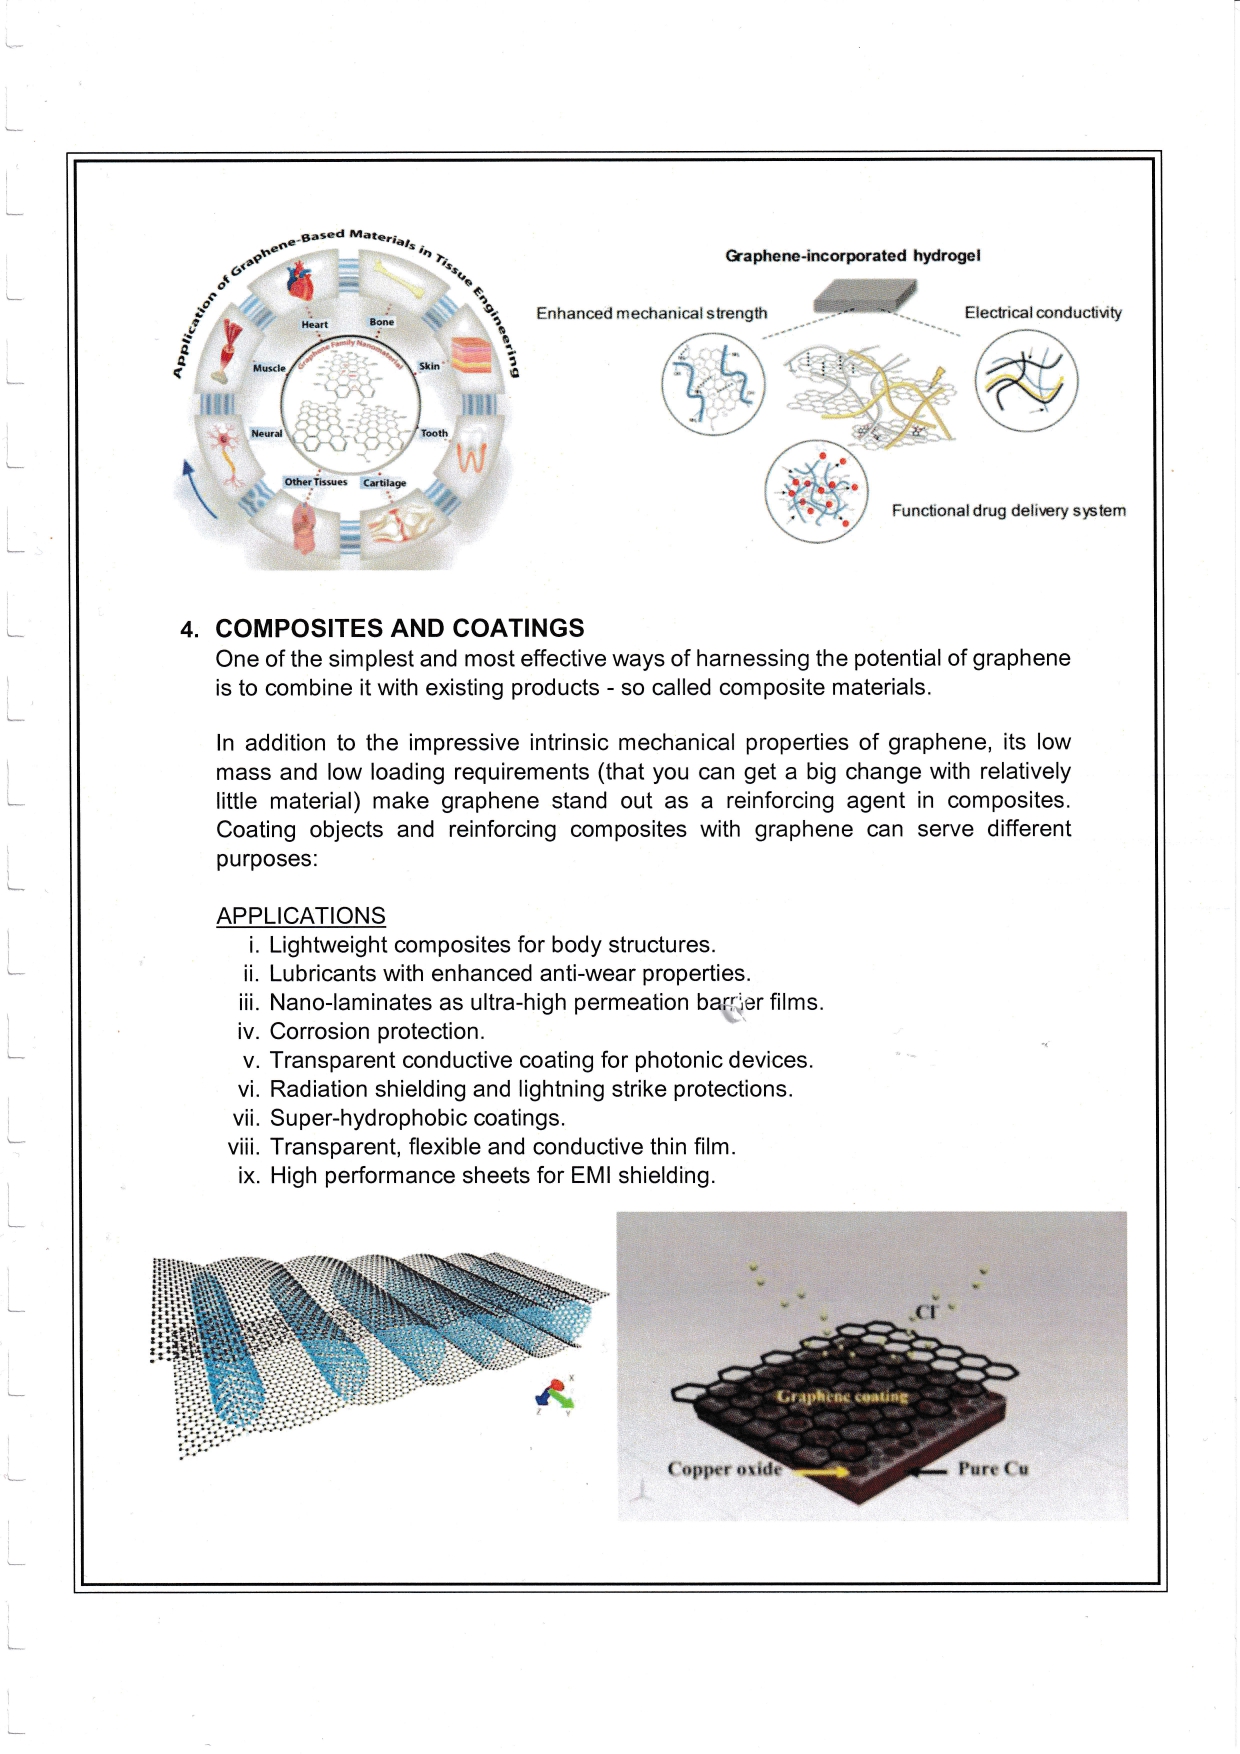 Application of Graphene-Based Materials in Tissue Engineering
Heart
Bone
Muscle
Graphene Family Nanomaterial
Skin
Neural
Tooth
Other Tissues
Cartilage
Graphene-incorporated hydrogel
Enhanced mechanical strength
Electrical conductivity
Functional drug delivery system
4. COMPOSITES AND COATINGS
One of the simplest and most effective ways of harnessing the potential of graphene
is to combine it with existing products - so called composite materials.
In addition to the impressive intrinsic mechanical properties of graphene, its low
mass and low loading requirements (that you can get a big change with relatively
little material) make graphene stand out as a reinforcing agent in composites.
Coating objects and reinforcing composites with graphene can serve different
purposes:
APPLICATIONS
i. Lightweight composites for body structures.
ii. Lubricants with enhanced anti-wear properties.
iii. Nano-laminates as ultra-high permeation barrier films.
iv. Corrosion protection.
v. Transparent conductive coating for photonic devices.
vi. Radiation shielding and lightning strike protections.
vii. Super-hydrophobic coatings.
viii. Transparent, flexible and conductive thin film.
ix. High performance sheets for EMI shielding.
X
Z
Y
Cl⁻
Graphene coating
Copper oxide
Pure Cu